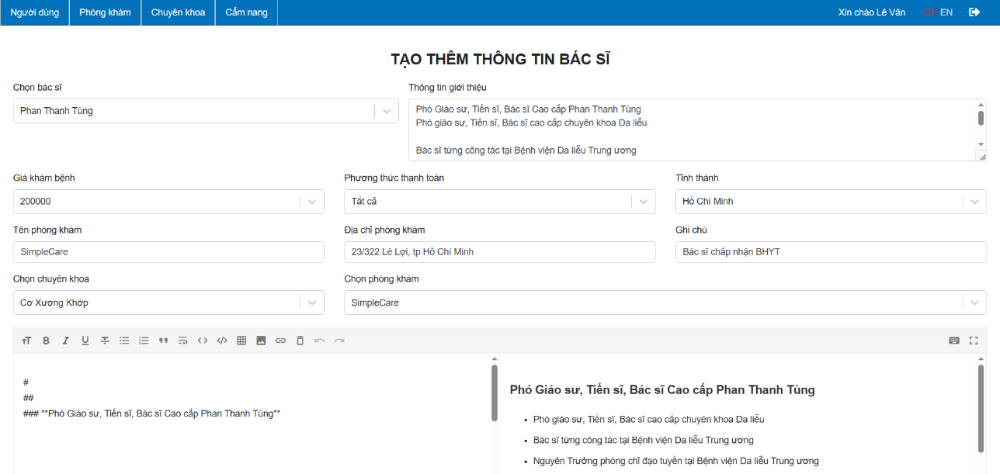 Người dùng Phòng khám Chuyên khoa Cẩm nang Xin chào Lê Văn VN EN
TẠO THÊM THÔNG TIN BÁC SĨ
Chọn bác sĩ Thông tin giới thiệu
Phan Thanh Tùng
Phó Giáo sư, Tiến sĩ, Bác sĩ Cao cấp Phan Thanh Tùng
Phó giáo sư, Tiến sĩ, Bác sĩ cao cấp chuyên khoa Da liễu
Bác sĩ từng công tác tại Bệnh viện Da liễu Trung ương
Giá khám bệnh Phương thức thanh toán Tỉnh thành
200000 Tất cả Hồ Chí Minh
Tên phòng khám Địa chỉ phòng khám Ghi chú
SimpleCare 23/322 Lê Lợi, tp Hồ Chí Minh Bác sĩ chấp nhận BHYT
Chọn chuyên khoa Chọn phòng khám
Cơ Xương Khớp SimpleCare
#
##
### **Phó Giáo sư, Tiến sĩ, Bác sĩ Cao cấp Phan Thanh Tùng**
Phó Giáo sư, Tiến sĩ, Bác sĩ Cao cấp Phan Thanh Tùng
• Phó giáo sư, Tiến sĩ, Bác sĩ cao cấp chuyên khoa Da liễu
• Bác sĩ từng công tác tại Bệnh viện Da liễu Trung ương
• Nguyên Trưởng phòng chỉ đạo tuyến tại Bệnh viện Da liễu Trung ương